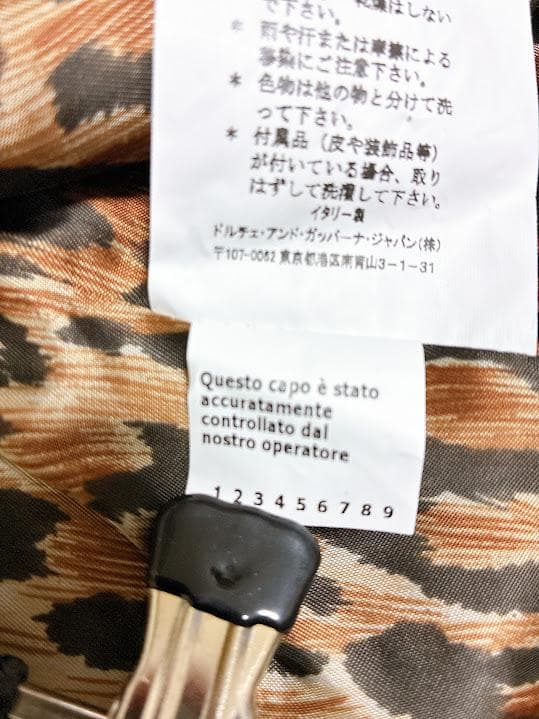 で下さい。
* 雨や汗または摩擦による
移染にご注意下さい。
* 色物は他の物と分けて洗
って下さい。
* 付属品（皮や装飾品等）
が付いている場合、取り
はずして洗濯して下さい。
イタリー製
ドルチェ・アンド・ガッバーナ・ジャパン(株)
〒107-0062 東京都港区南青山3-1-31
Questo capo è stato
accuratamente
controllato dal
nostro operatore
1 2 3 4 5 6 7 8 9